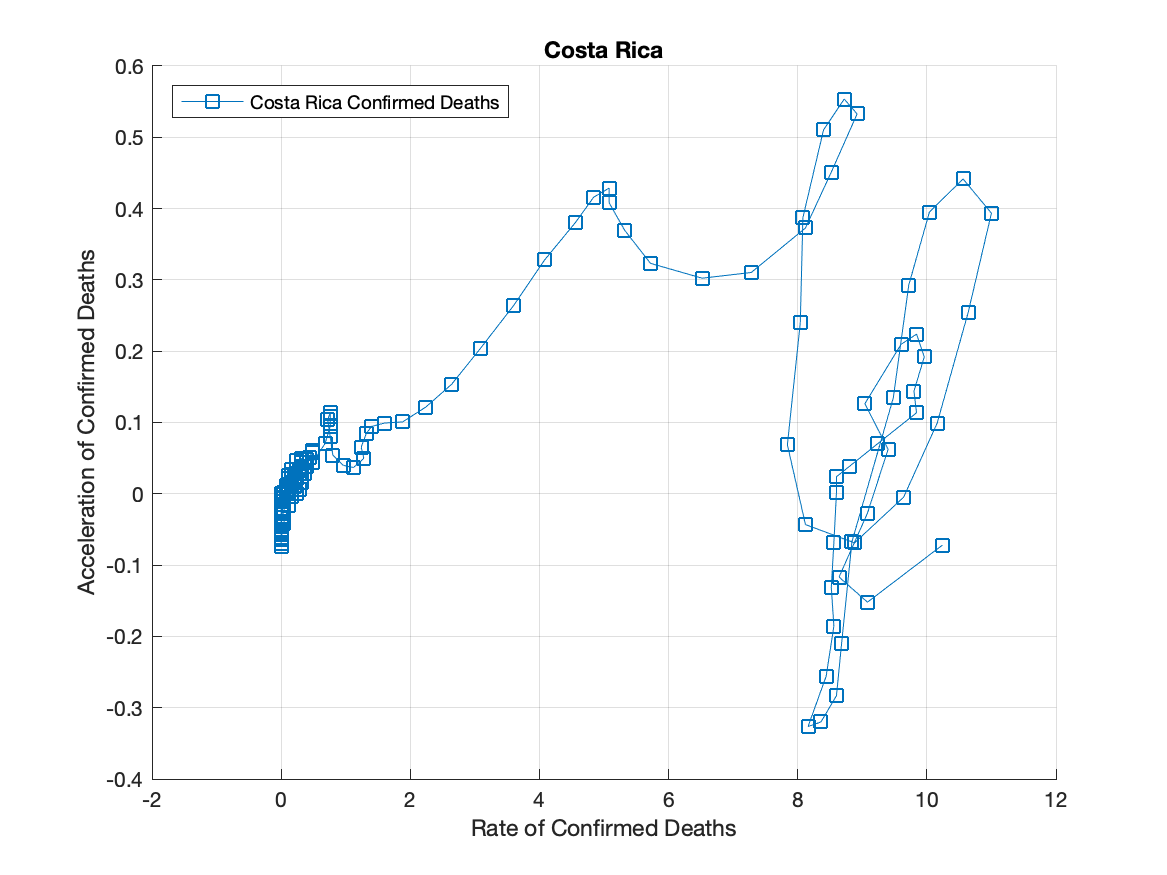 Costa Rica
Costa Rica Confirmed Deaths
0.6
0.5
0.4
0.3
0.2
0.1
0
-0.1
-0.2
-0.3
-0.4
Acceleration of Confirmed Deaths
-2 0 2 4 6 8 10 12
Rate of Confirmed Deaths